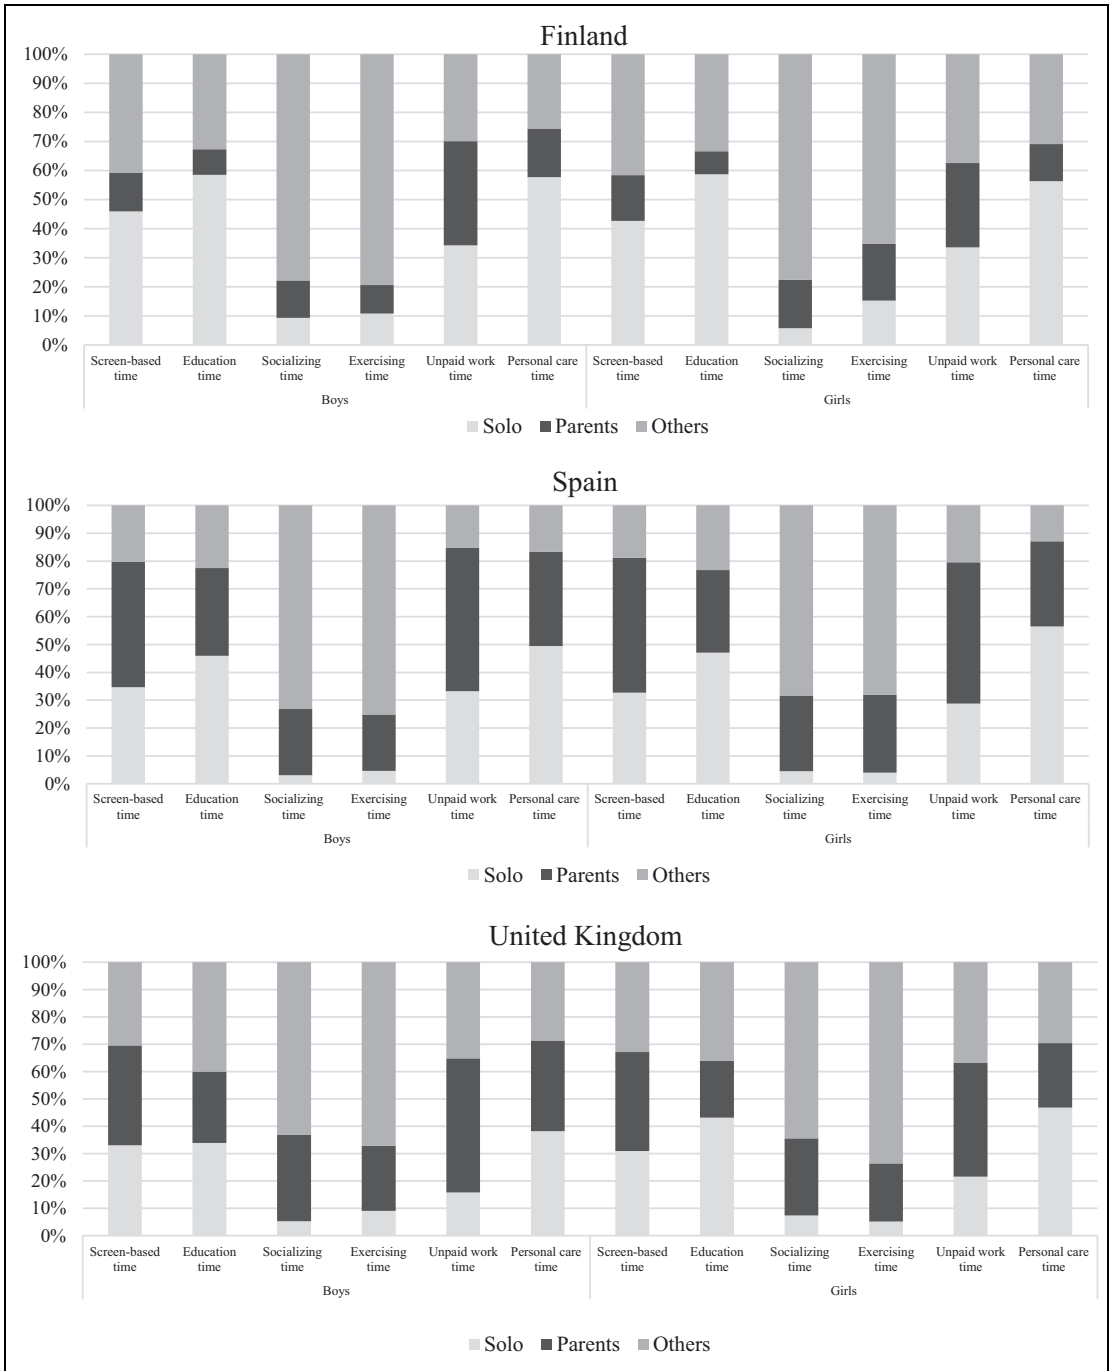 Finland
100%
90%
80%
70%
60%
50%
40%
30%
20%
10%
0%
Screen-based Education Socializing Exercising Unpaid work Personal care Screen-based Education Socializing Exercising Unpaid work Personal care
time time time time time time time time time time time time
Boys Girls
Solo Parents Others
Spain
100%
90%
80%
70%
60%
50%
40%
30%
20%
10%
0%
Screen-based Education Socializing Exercising Unpaid work Personal care Screen-based Education Socializing Exercising Unpaid work Personal care
time time time time time time time time time time time time
Boys Girls
Solo Parents Others
United Kingdom
100%
90%
80%
70%
60%
50%
40%
30%
20%
10%
0%
Screen-based Education Socializing Exercising Unpaid work Personal care Screen-based Education Socializing Exercising Unpaid work Personal care
time time time time time time time time time time time time
Boys Girls
Solo Parents Others